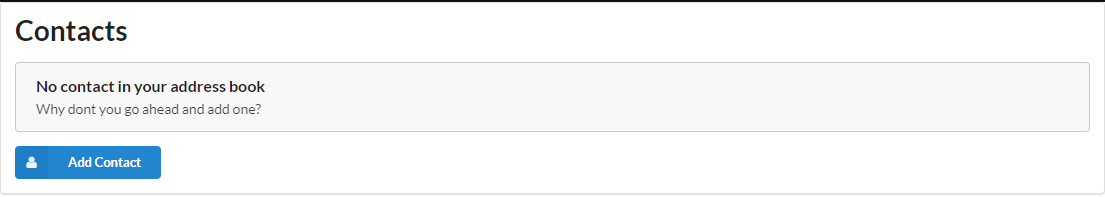 Contacts
No contact in your address book
Why dont you go ahead and add one?
Add Contact